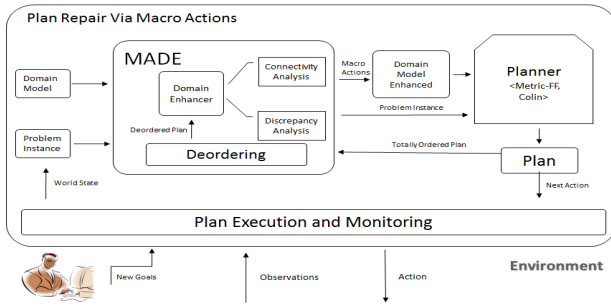 Plan Repair Via Macro Actions
MADE
Domain
Model
Domain
Enhancer
Connectivity
Analysis
Discrepancy
Analysis
Macro
Actions
Domain
Model
Enhanced
Planner
<Metric-FF,
Colin>
Problem Instance
Problem
Instance
Deordered Plan
Deordering
Totally Ordered Plan
Plan
World State
Next Action
Plan Execution and Monitoring
Environment
New Goals
Observations
Action